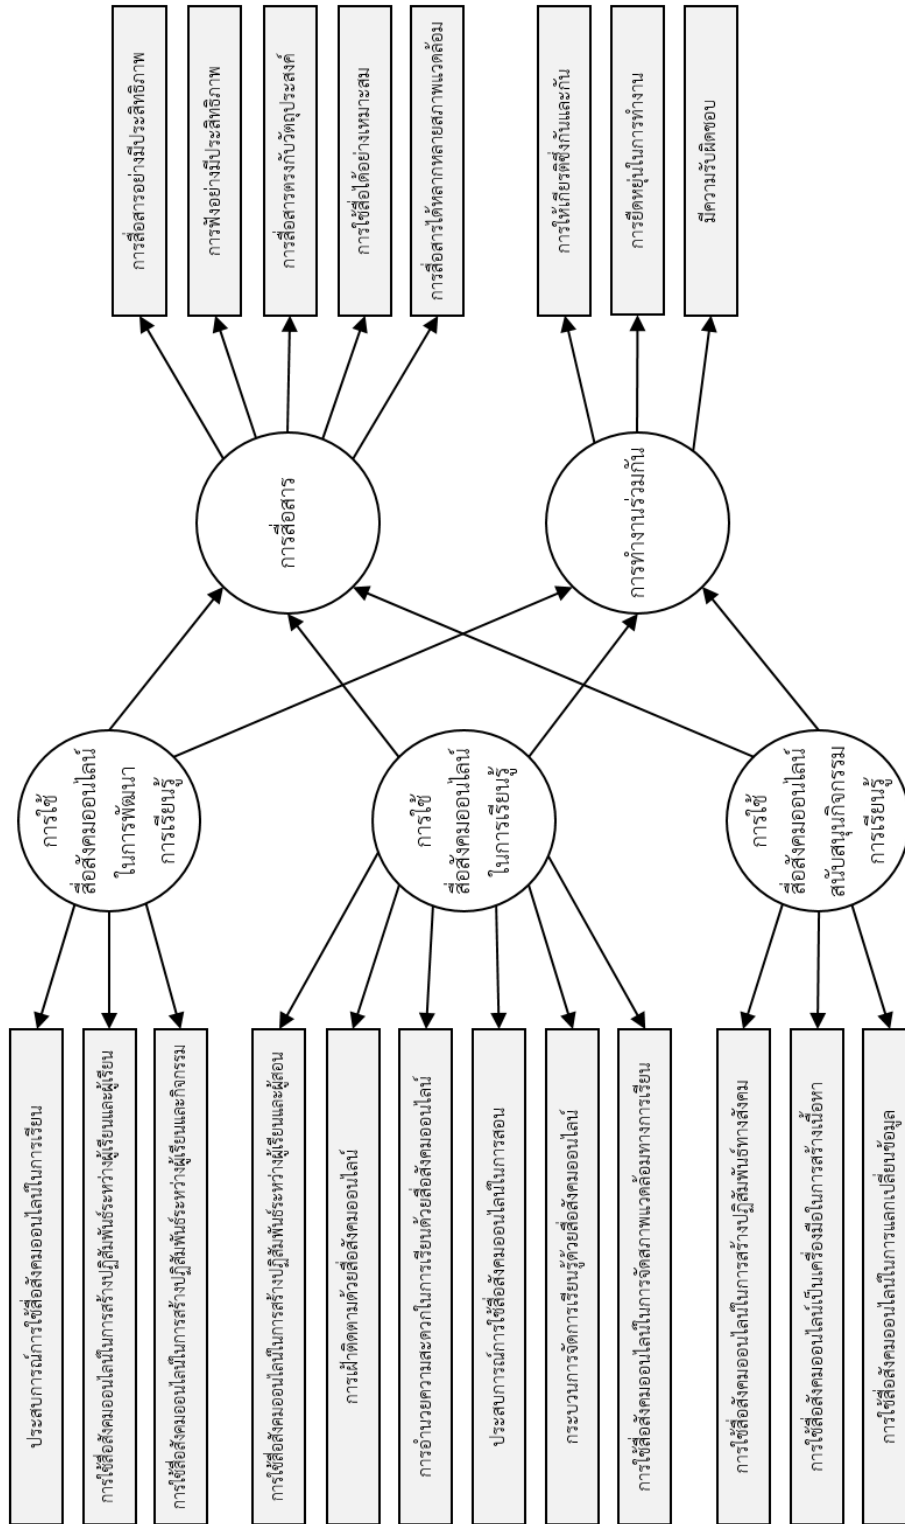 ประสบการณ์การใช้สื่อสังคมออนไลน์ในการเรียน
การใช้สื่อสังคมออนไลน์ในการสร้างปฏิสัมพันธ์ระหว่างผู้เรียนและผู้เรียน
การใช้สื่อสังคมออนไลน์ในการสร้างปฏิสัมพันธ์ระหว่างผู้เรียนและกิจกรรม
การใช้สื่อสังคมออนไลน์ในการสร้างปฏิสัมพันธ์ระหว่างผู้เรียนและผู้สอน
การเฝ้าติดตามด้วยสื่อสังคมออนไลน์
การอำนวยความสะดวกในการเรียนด้วยสื่อสังคมออนไลน์
ประสบการณ์การใช้สื่อสังคมออนไลน์ในการสอน
กระบวนการจัดการเรียนรู้ด้วยสื่อสังคมออนไลน์
การใช้สื่อสังคมออนไลน์ในการจัดสภาพแวดล้อมทางการเรียน
การใช้สื่อสังคมออนไลน์ในการสร้างปฏิสัมพันธ์ทางสังคม
การใช้สื่อสังคมออนไลน์เป็นเครื่องมือในการสร้างเนื้อหา
การใช้สื่อสังคมออนไลน์ในการแลกเปลี่ยนข้อมูล
การใช้
สื่อสังคมออนไลน์
ในการพัฒนา
การเรียนรู้
การใช้
สื่อสังคมออนไลน์
ในการเรียนรู้
การใช้
สื่อสังคมออนไลน์
สนับสนุนกิจกรรม
การเรียนรู้
การสื่อสาร
การทำงานร่วมกัน
การสื่อสารอย่างมีประสิทธิภาพ
การฟังอย่างมีประสิทธิภาพ
การสื่อสารตรงกับวัตถุประสงค์
การใช้สื่อได้อย่างเหมาะสม
การสื่อสารได้หลากหลายสภาพแวดล้อม
การให้เกียรติซึ่งกันและกัน
การยืดหยุ่นในการทำงาน
มีความรับผิดชอบ